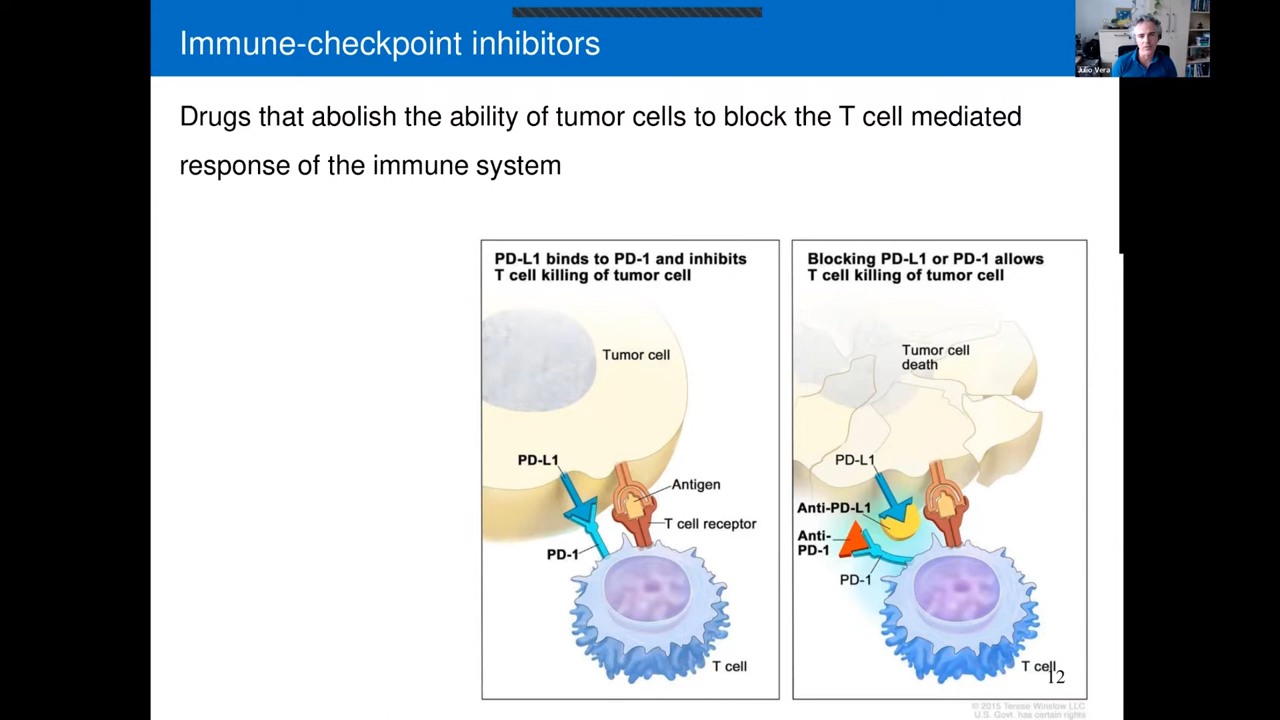 Immune-checkpoint inhibitors
Julio Vera
Drugs that abolish the ability of tumor cells to block the T cell mediated
response of the immune system
PD-L1 binds to PD-1 and inhibits
T cell killing of tumor cell
Tumor cell
PD-L1
Antigen
T cell receptor
PD-1
T cell
Blocking PD-L1 or PD-1 allows
T cell killing of tumor cell
Tumor cell
death
PD-L1
Anti-PD-L1
Anti-
PD-1
PD-1
T cell
12
© 2015 Terese Winslow LLC
U.S. Govt. has certain rights